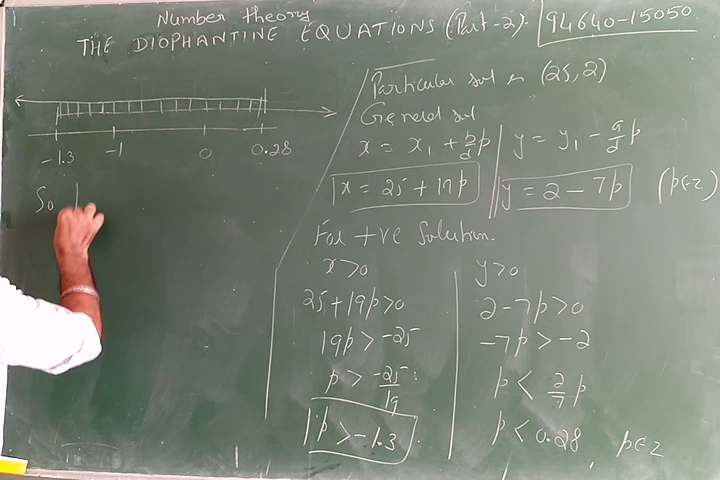 Number theory
THE DIOPHANTINE EQUATIONS (Part-2). 94640-15050
-1.3 -1 0 0.28
So p
Particular sol n (25,2)
General sol
x = x₁ + b/d p y = y₁ - a/d p
x = 25 + 19p y = 2 - 7p (p∈z)
For +ve Solution.
x>0 y>0
25+19p>0 2-7p>0
19p > -25 -7p > -2
p > -25/19 p < 2/7 p
p > -1.3 p < 0.28 p∈z